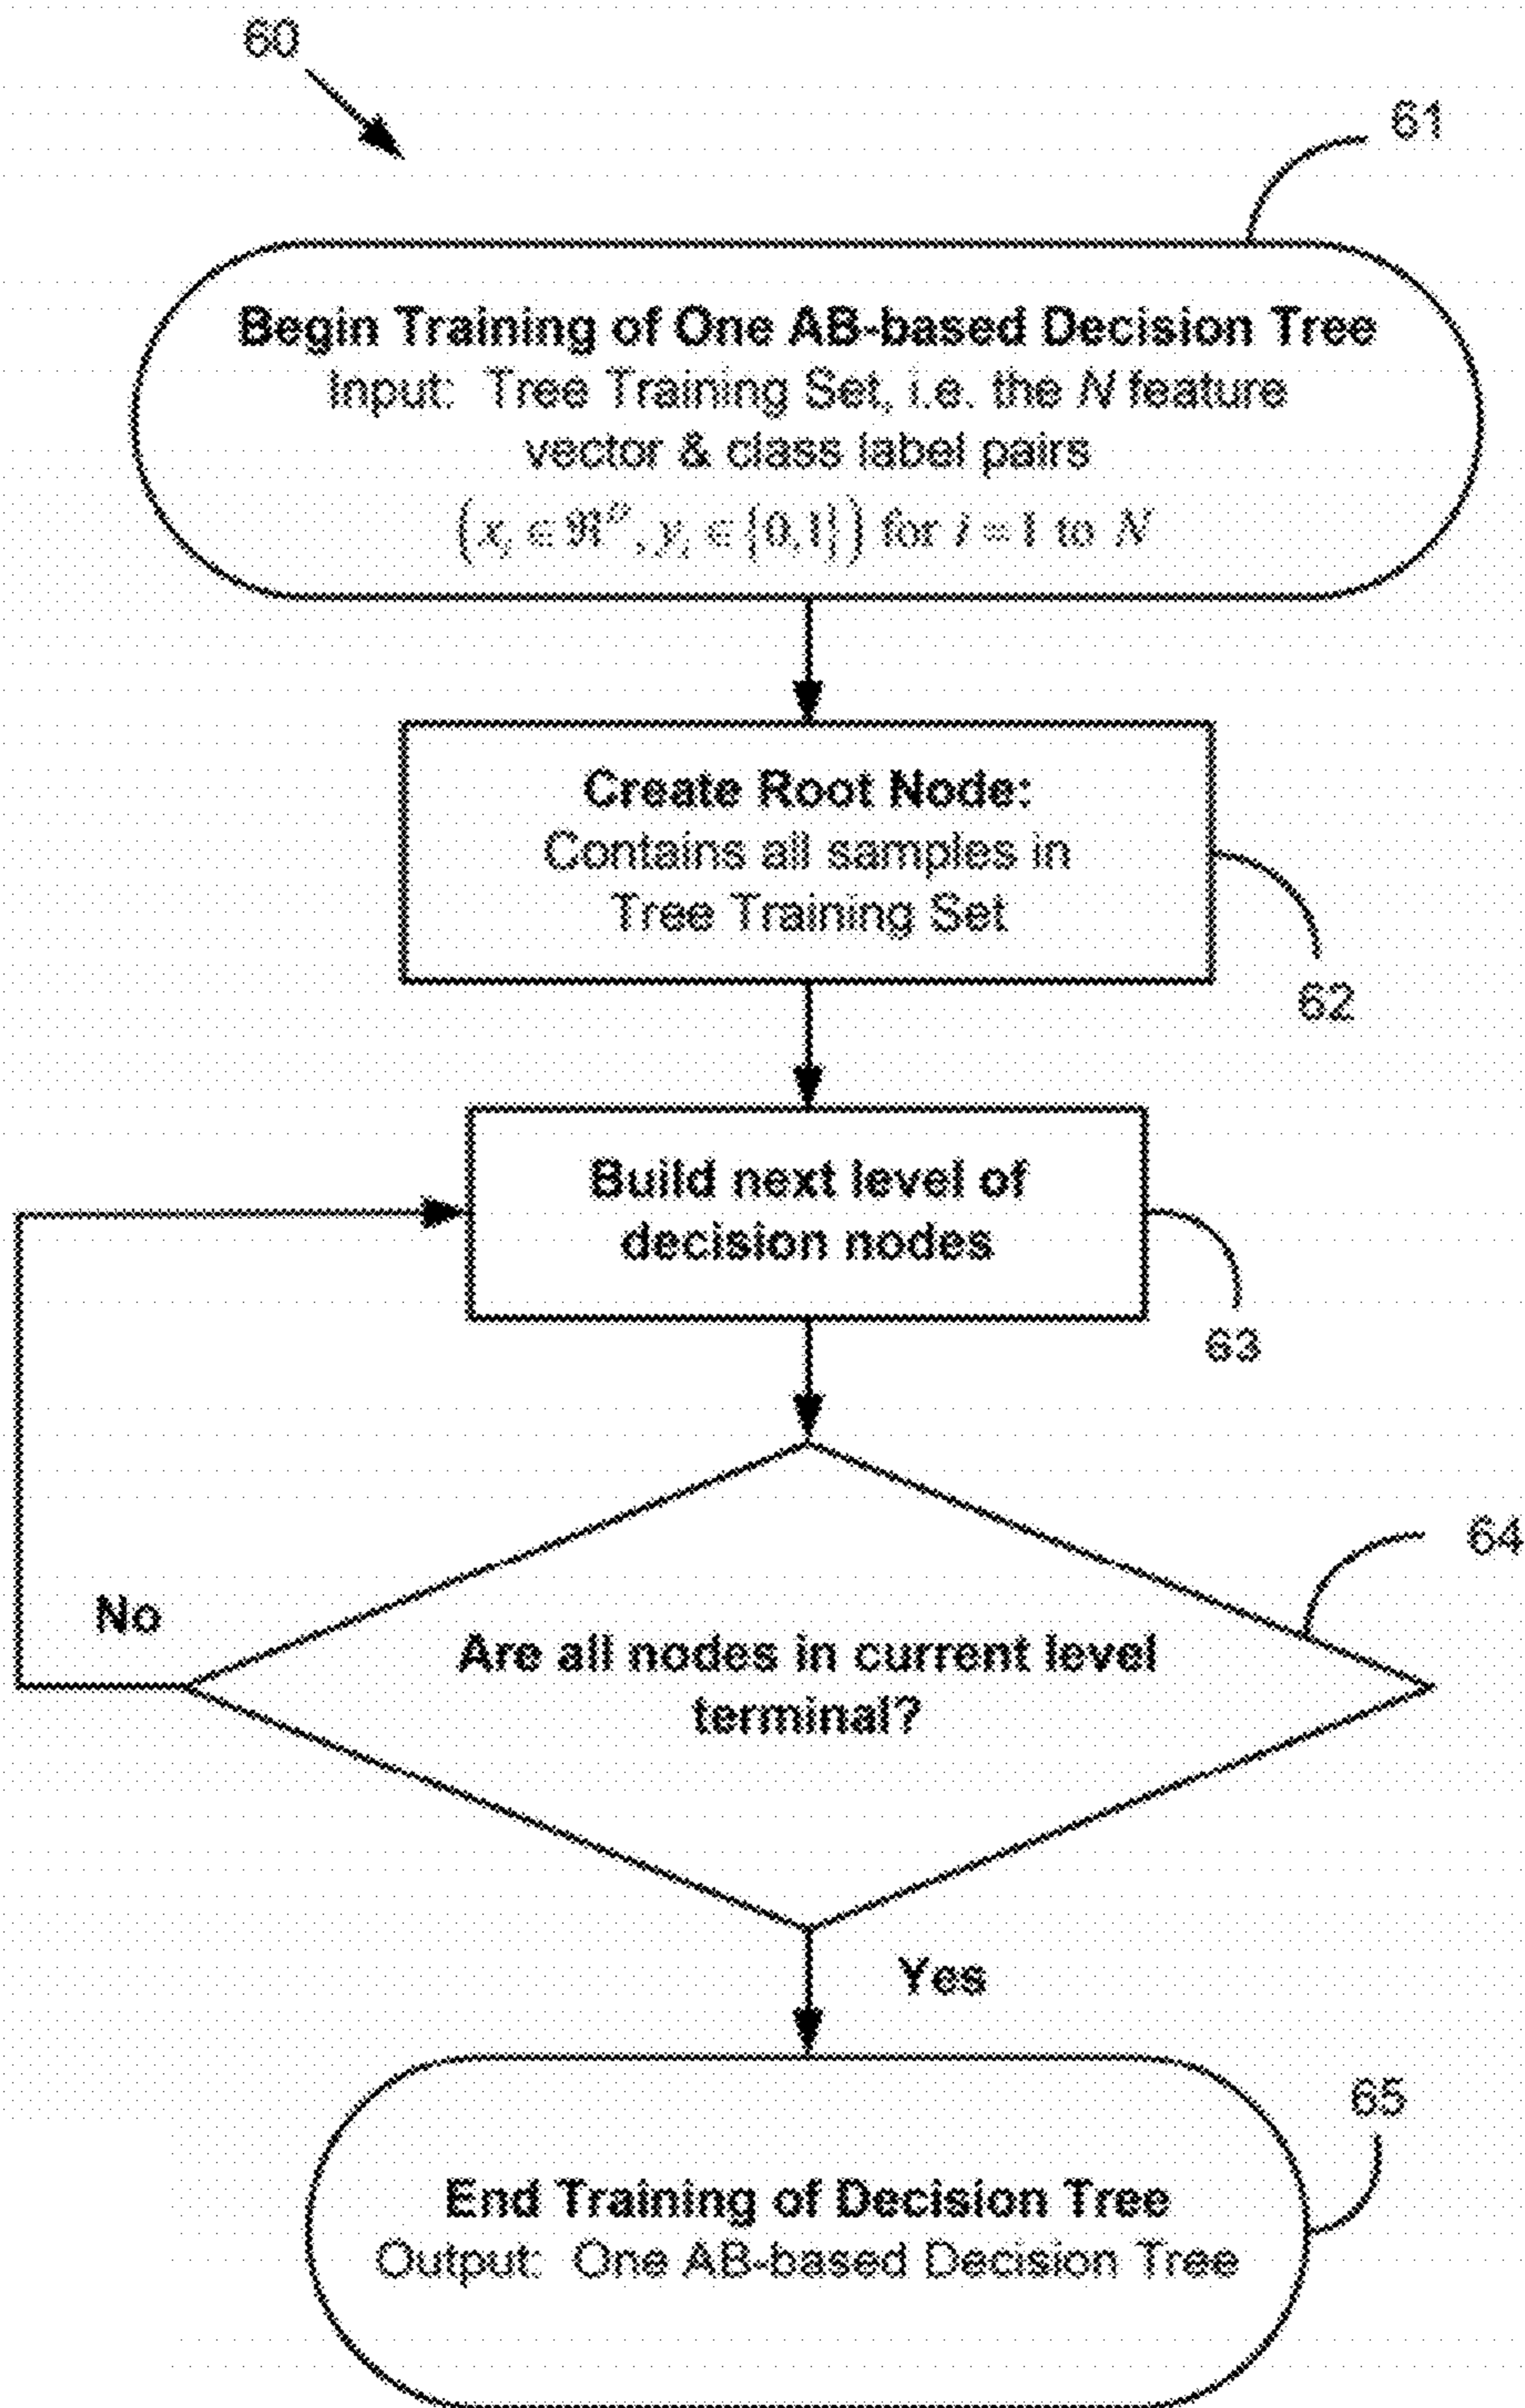 60
61
Begin Training of One AB-based Decision Tree
Input: Tree Training Set, i.e. the N feature
vector & class label pairs
(xᵢ ∈ ℜᴰ, yᵢ ∈ {0,1}) for i = 1 to N
Create Root Node:
Contains all samples in
Tree Training Set
62
Build next level of
decision nodes
63
64
No
Are all nodes in current level
terminal?
Yes
65
End Training of Decision Tree
Output: One AB-based Decision Tree